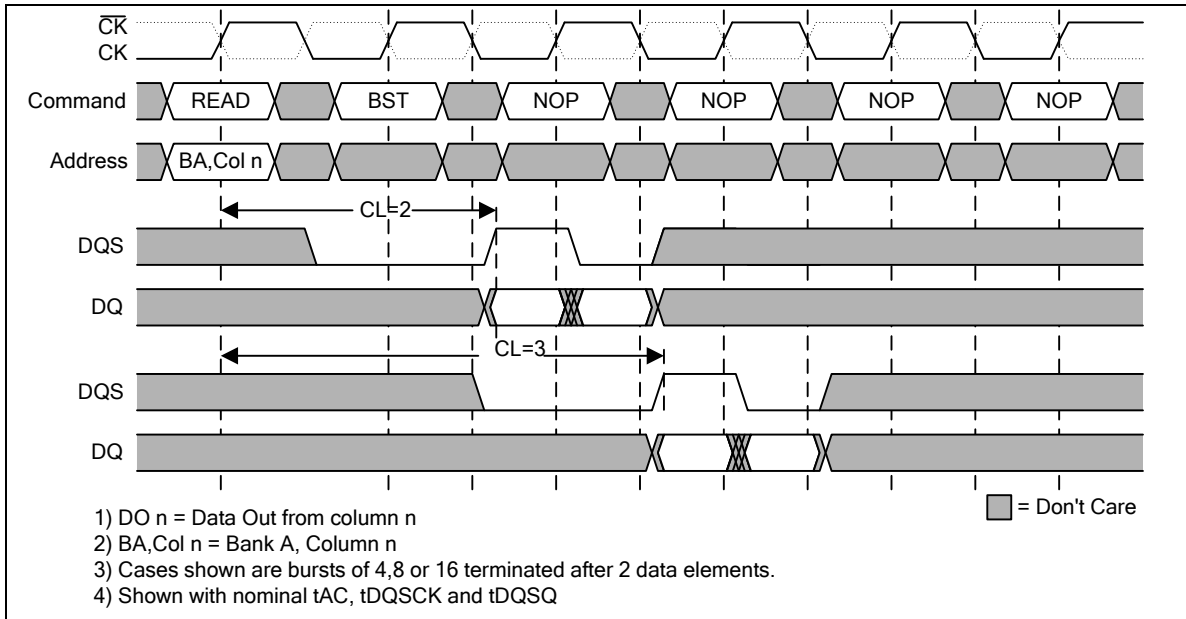 C̅K̅
CK
Command READ BST NOP NOP NOP NOP
Address BA,Col n
CL=2
DQS
DQ
CL=3
DQS
DQ
1) DO n = Data Out from column n
= Don't Care
2) BA,Col n = Bank A, Column n
3) Cases shown are bursts of 4,8 or 16 terminated after 2 data elements.
4) Shown with nominal tAC, tDQSCK and tDQSQ